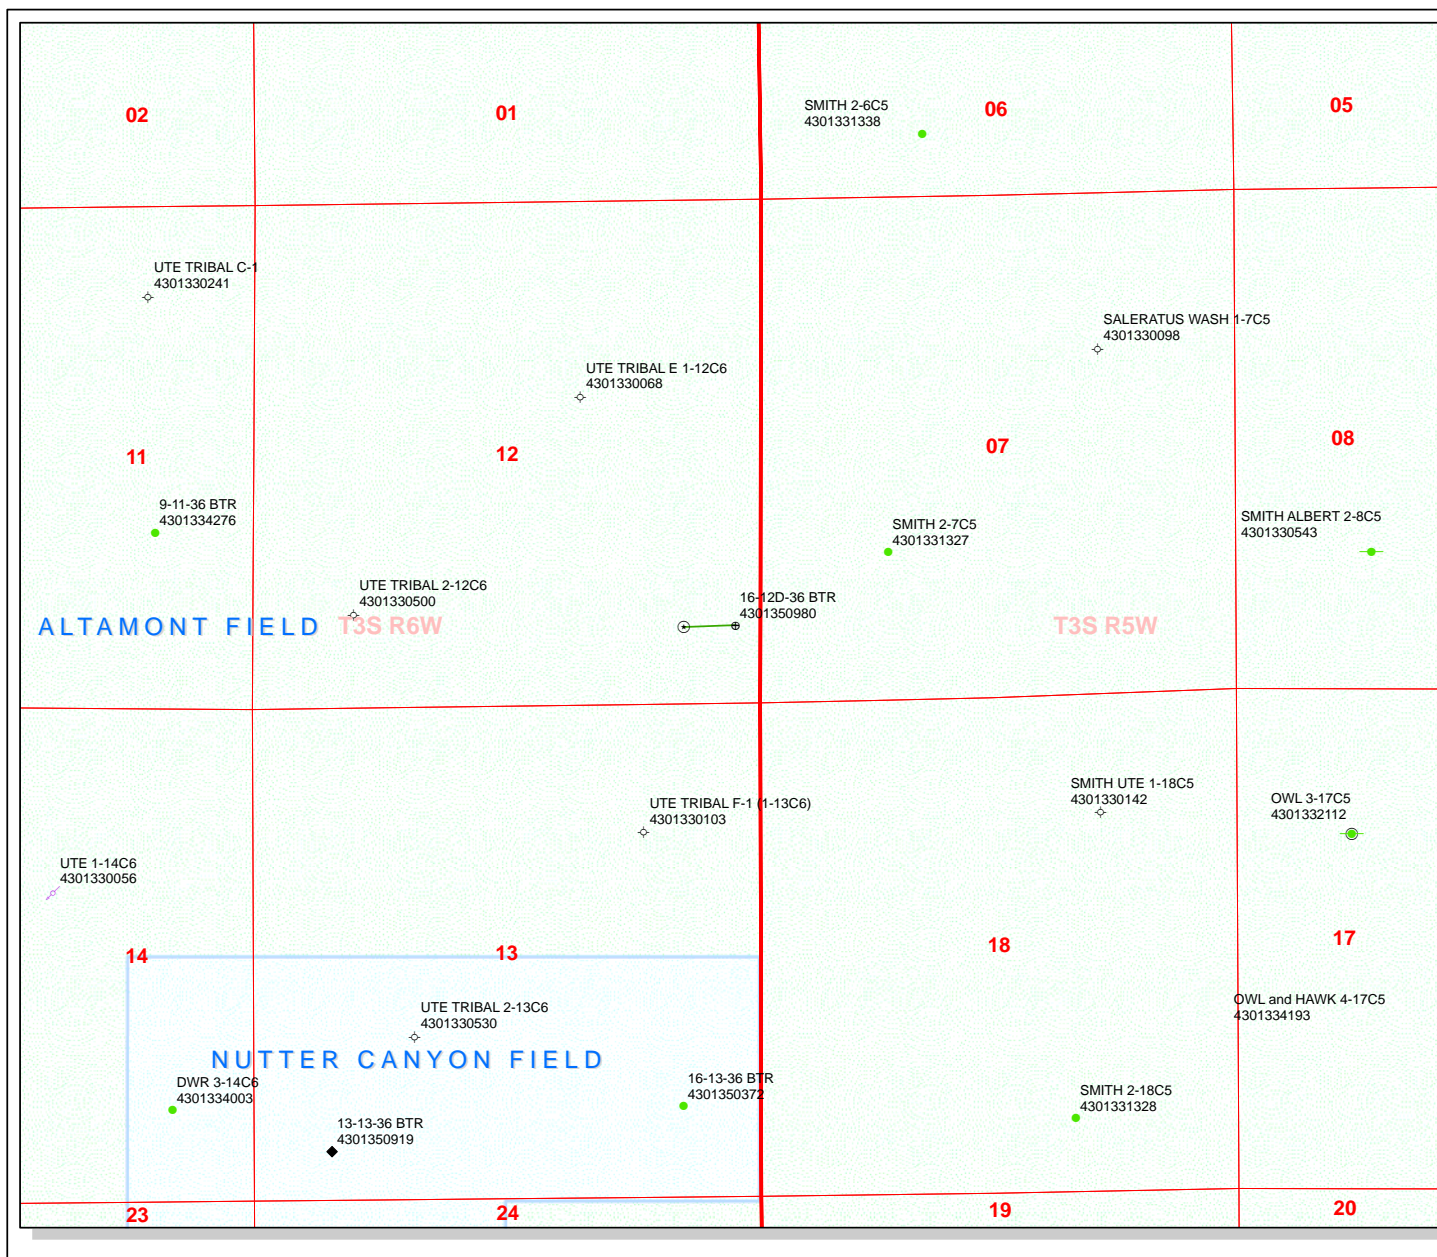 SMITH 2-6C5
4301331338
02
01
06
05
UTE TRIBAL C-1
4301330241
SALERATUS WASH 1-7C5
4301330098
UTE TRIBAL E 1-12C6
4301330068
11
12
07
08
9-11-36 BTR
4301334276
SMITH 2-7C5
4301331327
SMITH ALBERT 2-8C5
4301330543
UTE TRIBAL 2-12C6
4301330500
16-12D-36 BTR
4301350980
ALTAMONT FIELD
T3S R6W
T3S R5W
UTE TRIBAL F-1 (1-13C6)
4301330103
SMITH UTE 1-18C5
4301330142
OWL 3-17C5
4301332112
UTE 1-14C6
4301330056
14
13
18
17
UTE TRIBAL 2-13C6
4301330530
OWL and HAWK 4-17C5
4301334193
NUTTER CANYON FIELD
DWR 3-14C6
4301334003
16-13-36 BTR
4301350372
SMITH 2-18C5
4301331328
13-13-36 BTR
4301350919
23
24
19
20